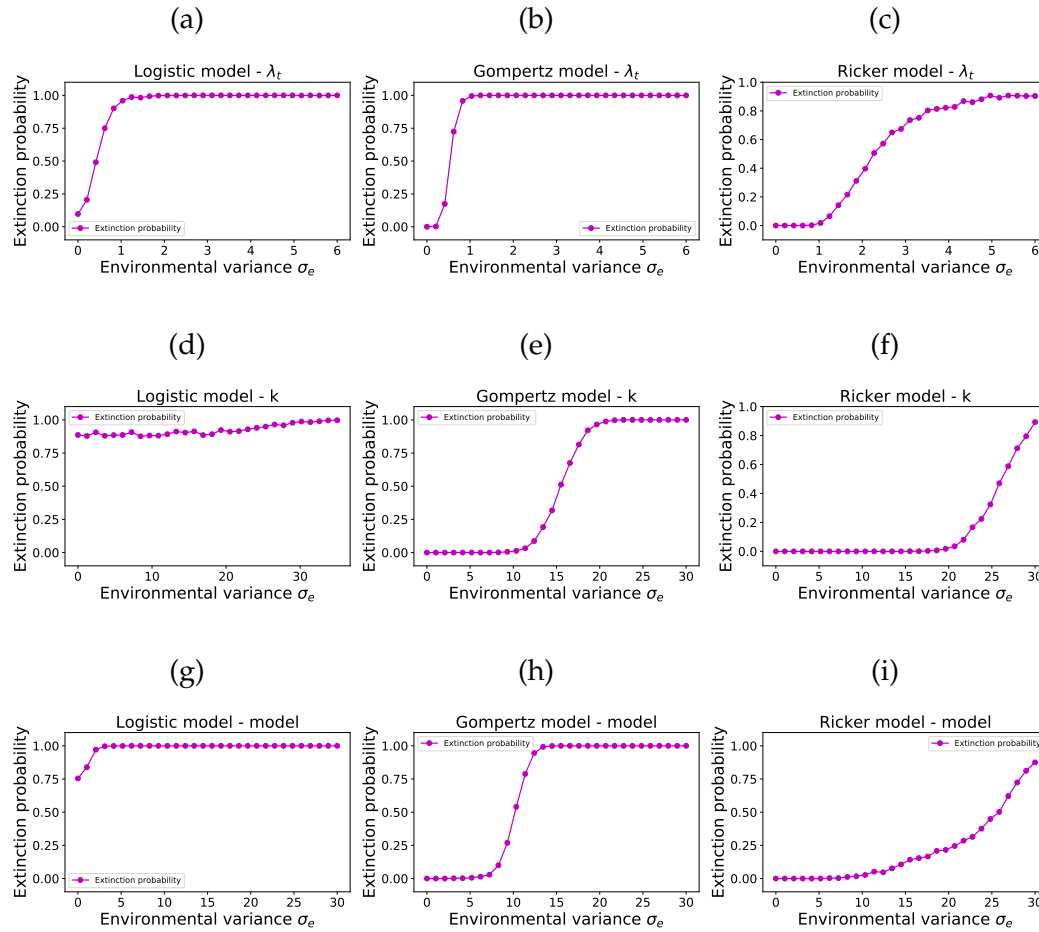 (a)
Logistic model - λt
Extinction probability
1.00
0.75
0.50
0.25
0.00
Extinction probability
0 1 2 3 4 5 6
Environmental variance σe
(b)
Gompertz model - λt
Extinction probability
1.00
0.75
0.50
0.25
0.00
Extinction probability
0 1 2 3 4 5 6
Environmental variance σe
(c)
Ricker model - λt
Extinction probability
1.0
0.8
0.6
0.4
0.2
0.0
Extinction probability
0 1 2 3 4 5 6
Environmental variance σe
(d)
Logistic model - k
Extinction probability
1.00
0.75
0.50
0.25
0.00
Extinction probability
0 10 20 30
Environmental variance σe
(e)
Gompertz model - k
Extinction probability
1.00
0.75
0.50
0.25
0.00
Extinction probability
0 5 10 15 20 25 30
Environmental variance σe
(f)
Ricker model - k
Extinction probability
1.0
0.8
0.6
0.4
0.2
0.0
Extinction probability
0 5 10 15 20 25 30
Environmental variance σe
(g)
Logistic model - model
Extinction probability
1.00
0.75
0.50
0.25
0.00
Extinction probability
0 5 10 15 20 25 30
Environmental variance σe
(h)
Gompertz model - model
Extinction probability
1.00
0.75
0.50
0.25
0.00
Extinction probability
0 5 10 15 20 25 30
Environmental variance σe
(i)
Ricker model - model
Extinction probability
1.00
0.75
0.50
0.25
0.00
Extinction probability
0 5 10 15 20 25 30
Environmental variance σe